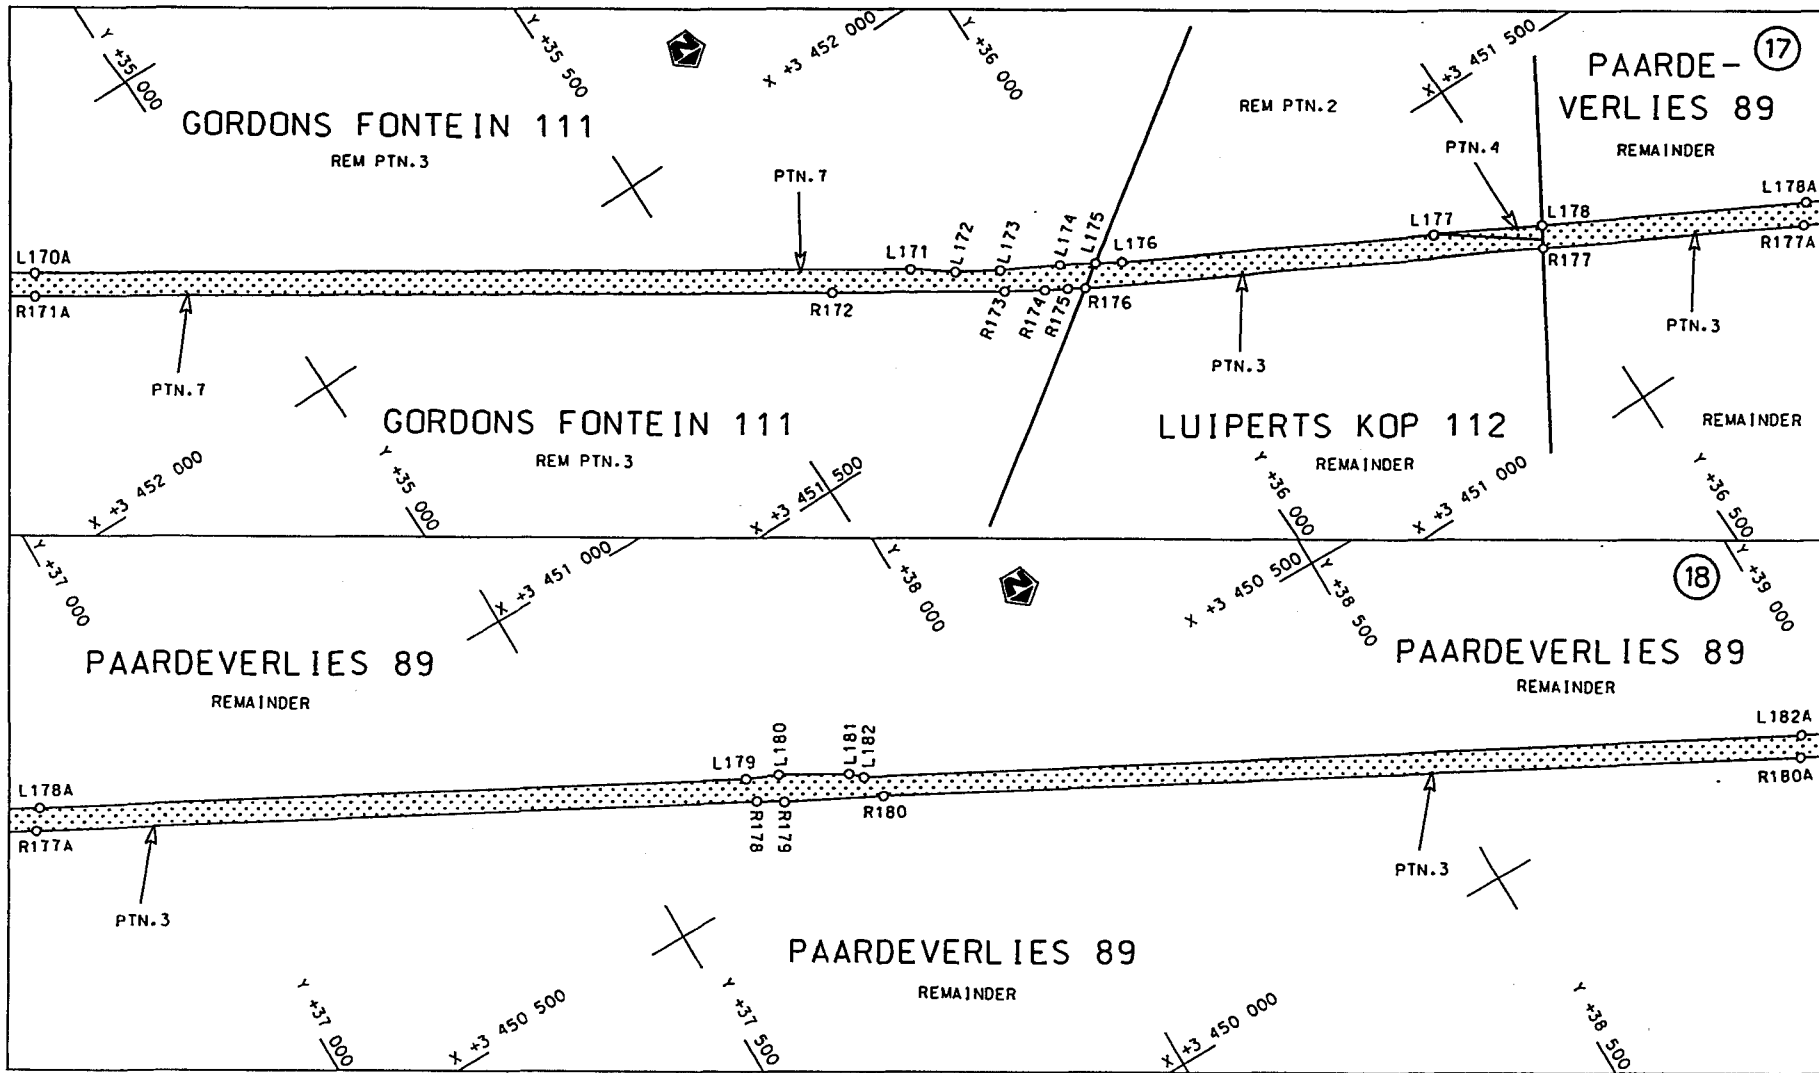 Y +35 000
Y +35 500
X +3 452 000
Y +36 000
X +3 451 500
17
GORDONS FONTEIN 111
REM PTN.3
PTN.7
REM PTN.2
PTN.4
PAARDE-
VERLIES 89
REMAINDER
L170A
L171
L172
L173
L174
L175
L176
L177
L178
L178A
R171A
R172
R173
R174
R175
R176
R177
R177A
PTN.7
PTN.3
PTN.3
GORDONS FONTEIN 111
REM PTN.3
LUIPERTS KOP 112
REMAINDER
REMAINDER
X +3 452 000
Y +35 000
X +3 451 500
Y +36 000
X +3 451 000
Y +36 500
Y +37 000
X +3 451 000
Y +38 000
X +3 450 500
Y +38 500
Y +39 000
18
PAARDEVERLIES 89
REMAINDER
PAARDEVERLIES 89
REMAINDER
L178A
L179
L180
L181
L182
L182A
R177A
R178
R179
R180
R180A
PTN.3
PTN.3
PAARDEVERLIES 89
REMAINDER
Y +37 000
X +3 450 500
Y +37 500
X +3 450 000
Y +38 500